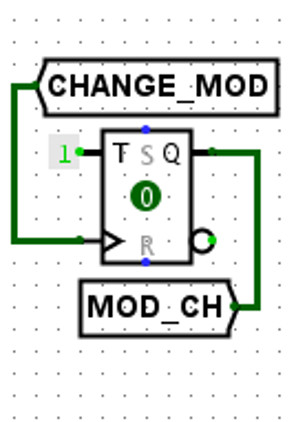 CHANGE_MOD
1 T S Q
0
R
MOD_CH